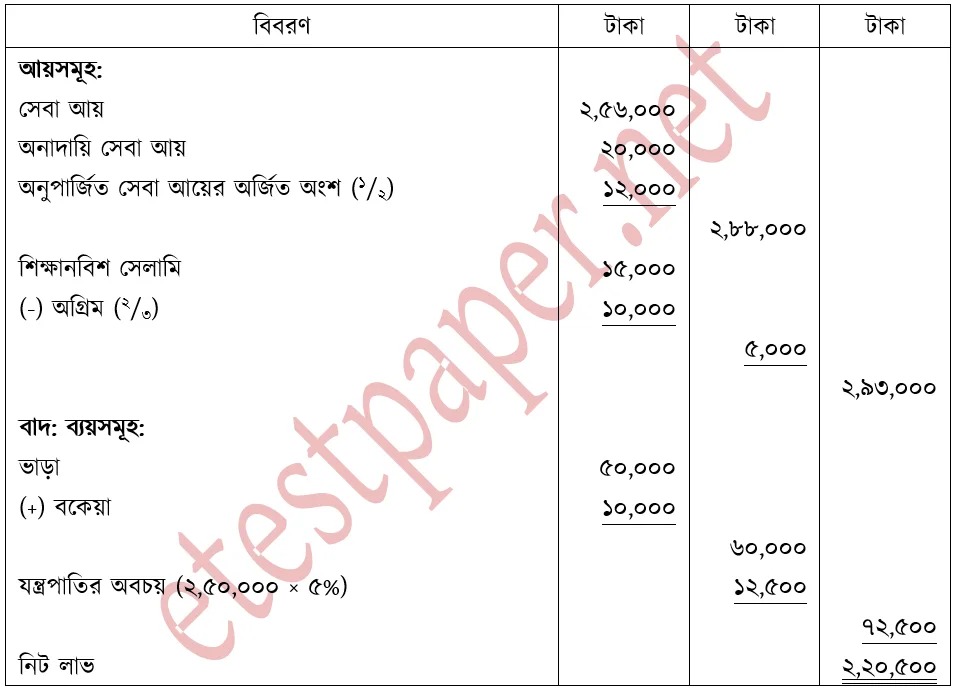 বিবরণ টাকা টাকা টাকা
আয়সমূহ:
সেবা আয় ২,৫৬,০০০
অনাদায়ি সেবা আয় ২০,০০০
অনুপার্জিত সেবা আয়ের অর্জিত অংশ (১/২) ১২,০০০
২,৮৮,০০০
শিক্ষানবিশ সেলামি ১৫,০০০
(-) অগ্রিম (২/৩) ১০,০০০
৫,০০০
২,৯৩,০০০
বাদ: ব্যয়সমূহ:
ভাড়া ৫০,০০০
(+) বকেয়া ১০,০০০
৬০,০০০
যন্ত্রপাতির অবচয় (২,৫০,০০০ × ৫%) ১২,৫০০
৭২,৫০০
নিট লাভ ২,২০,৫০০
etestpaper.net